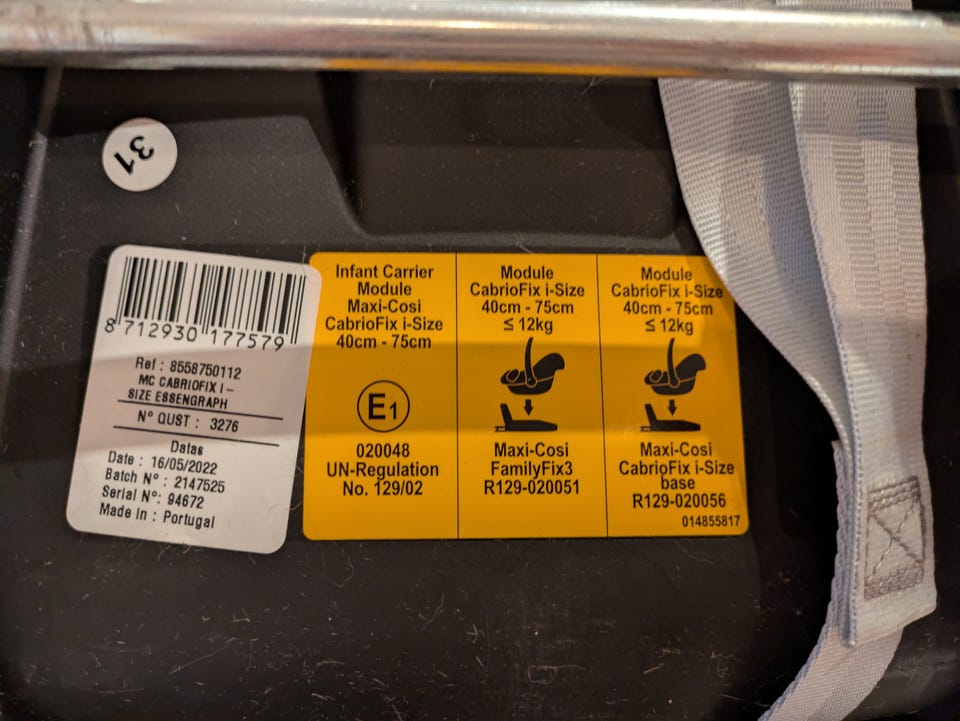 31
8 712930 177579
Ref : 8558750112
MC CABRIOFIX I-
SIZE ESSENGRAPH
N° QUST : 3276
Datas
Date : 16/05/2022
Batch N° : 2147525
Serial N°: 94672
Made in : Portugal
Infant Carrier
Module
Maxi-Cosi
CabrioFix i-Size
40cm - 75cm
E1
020048
UN-Regulation
No. 129/02
Module
CabrioFix i-Size
40cm - 75cm
≤ 12kg
Maxi-Cosi
FamilyFix3
R129-020051
Module
CabrioFix i-Size
40cm - 75cm
≤ 12kg
Maxi-Cosi
CabrioFix i-Size
base
R129-020056
014855817